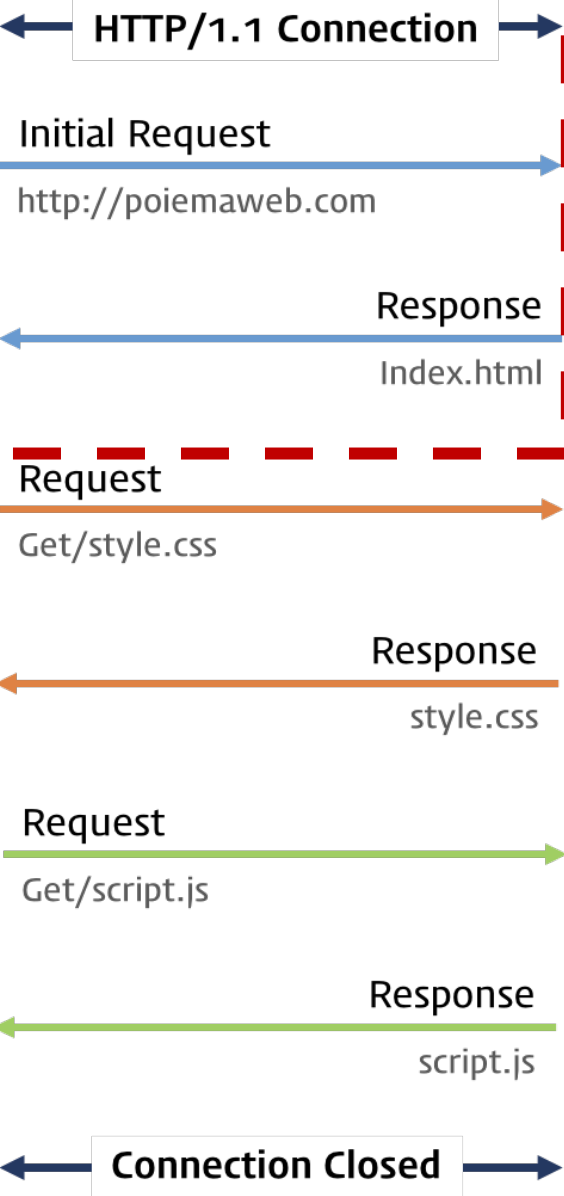 HTTP/1.1 Connection
Initial Request
http://poiemaweb.com
Response
Index.html
Request
Get/style.css
Response
style.css
Request
Get/script.js
Response
script.js
Connection Closed